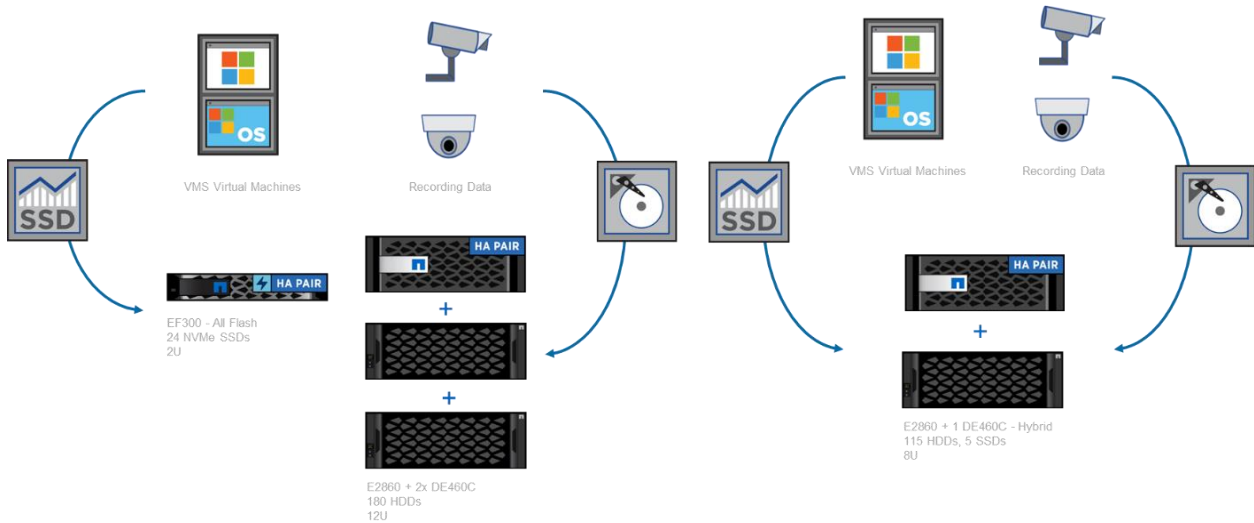 OS
SSD
VMS Virtual Machines
Recording Data
HA PAIR
HA PAIR
EF300 - All Flash
24 NVMe SSDs
2U
E2860 + 2x DE460C
180 HDDs
12U
OS
SSD
VMS Virtual Machines
Recording Data
HA PAIR
E2860 + 1 DE460C - Hybrid
115 HDDs, 5 SSDs
8U